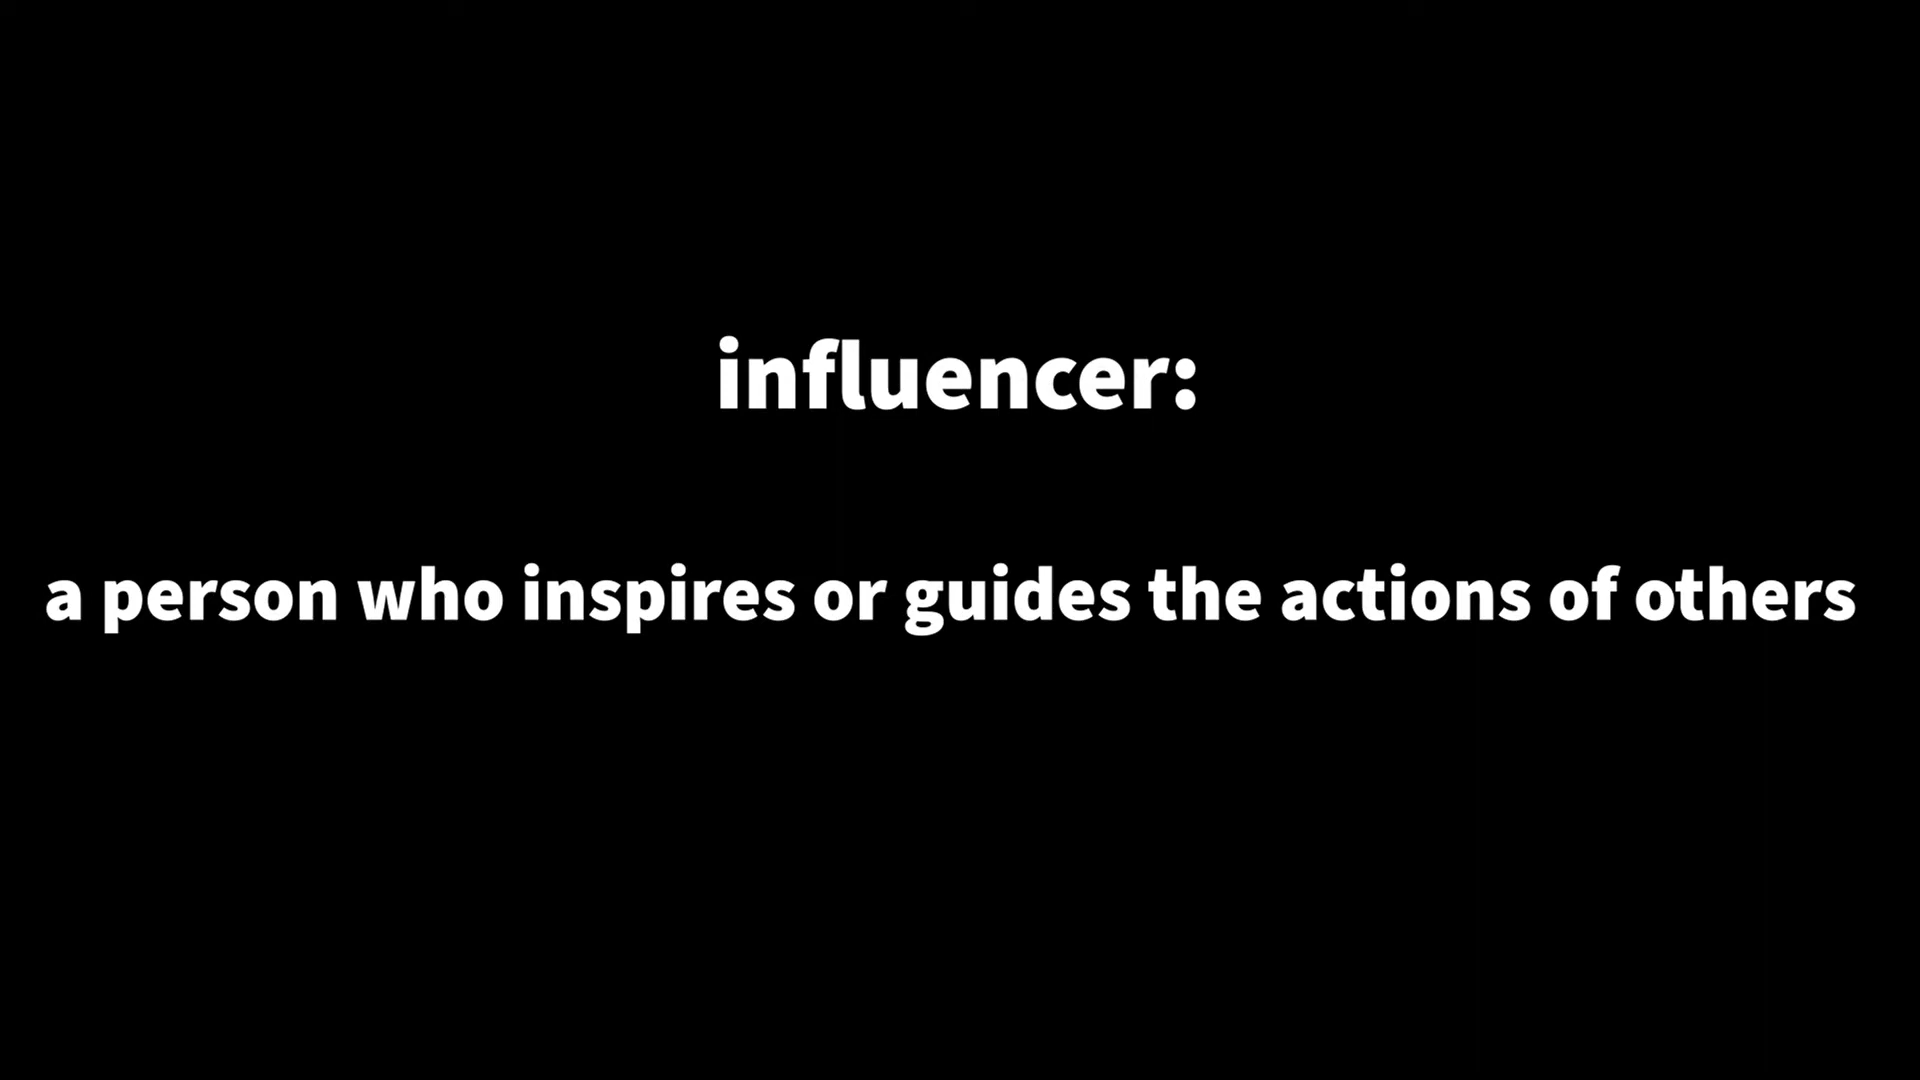 influencer:
a person who inspires or guides the actions of others